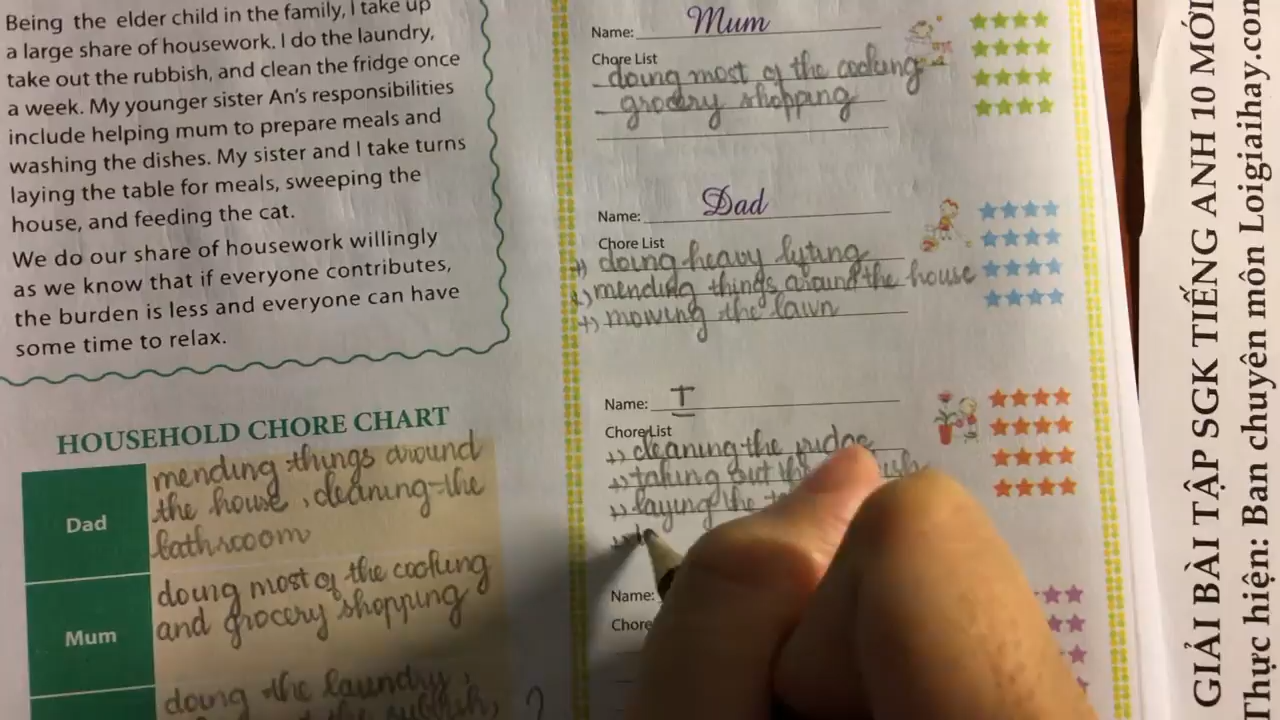 Being the elder child in the family, I take up
a large share of housework. I do the laundry,
take out the rubbish, and clean the fridge once
a week. My younger sister An's responsibilities
include helping mum to prepare meals and
washing the dishes. My sister and I take turns
laying the table for meals, sweeping the
house, and feeding the cat.
We do our share of housework willingly
as we know that if everyone contributes,
the burden is less and everyone can have
some time to relax.
HOUSEHOLD CHORE CHART
Dad
mending things around
the house, cleaning the
bathroom
Mum
doing most of the cooking
and grocery shopping
doing the laundry,
Name: Mum
Chore List
doing most of the cooking
grocery shopping
Name: Dad
Chore List
doing heavy lifting
mending things around the house
mowing the lawn
Name: I
Chore List
cleaning the fridge
taking out the
laying the
Name:
Chore
GIẢI BÀI TẬP SGK TIẾNG ANH 10 MỚI
Thực hiện: Ban chuyên môn Loigiaihay.com